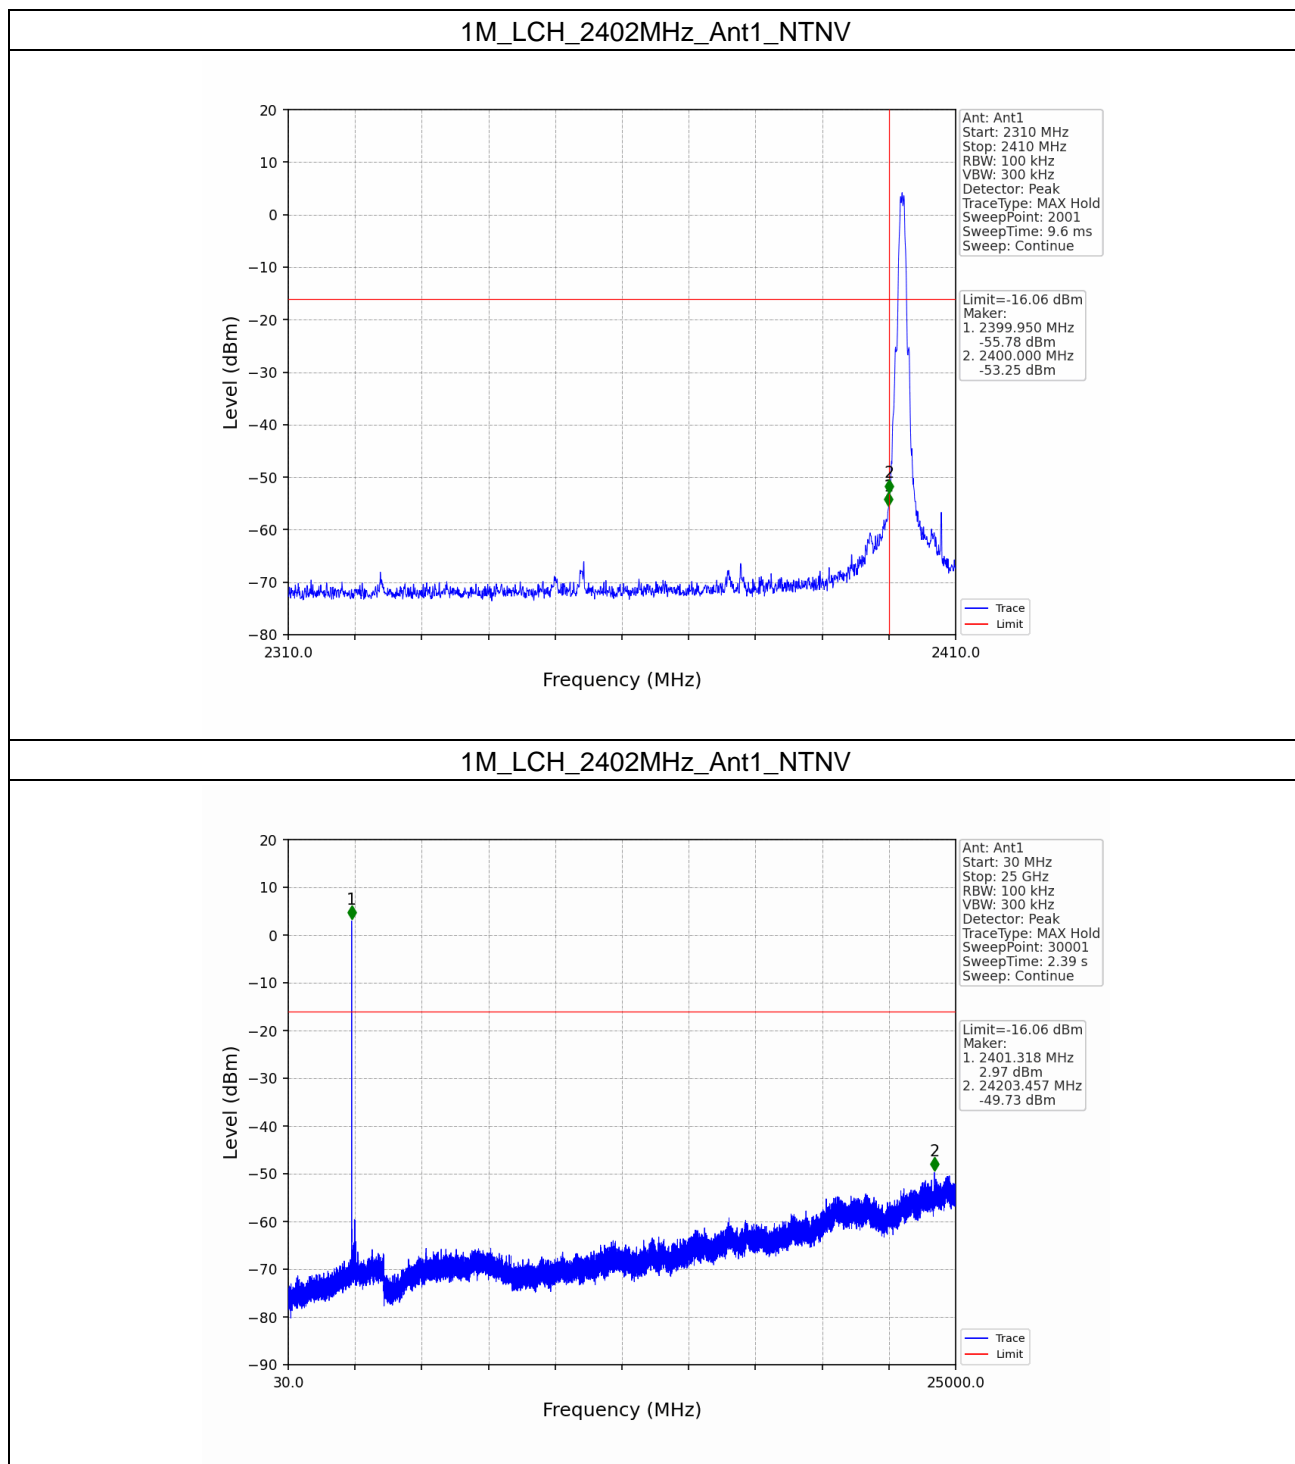 1M_LCH_2402MHz_Ant1_NTNV
20
10
0
−10
−20
−30
−40
−50
−60
−70
−80
Level (dBm)
2310.0
2410.0
Frequency (MHz)
2
Ant: Ant1
Start: 2310 MHz
Stop: 2410 MHz
RBW: 100 kHz
VBW: 300 kHz
Detector: Peak
TraceType: MAX Hold
SweepPoint: 2001
SweepTime: 9.6 ms
Sweep: Continue
Limit=-16.06 dBm
Maker:
1. 2399.950 MHz
-55.78 dBm
2. 2400.000 MHz
-53.25 dBm
Trace
Limit
1M_LCH_2402MHz_Ant1_NTNV
20
10
0
−10
−20
−30
−40
−50
−60
−70
−80
−90
Level (dBm)
30.0
25000.0
Frequency (MHz)
1
2
Ant: Ant1
Start: 30 MHz
Stop: 25 GHz
RBW: 100 kHz
VBW: 300 kHz
Detector: Peak
TraceType: MAX Hold
SweepPoint: 30001
SweepTime: 2.39 s
Sweep: Continue
Limit=-16.06 dBm
Maker:
1. 2401.318 MHz
2.97 dBm
2. 24203.457 MHz
-49.73 dBm
Trace
Limit